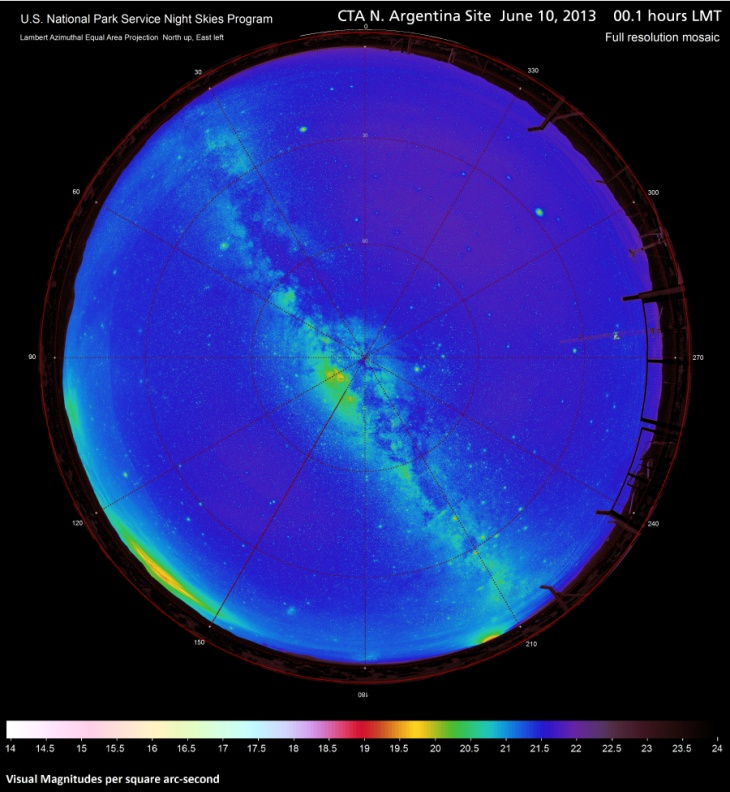 U.S. National Park Service Night Skies Program
CTA N. Argentina Site June 10, 2013 00.1 hours LMT
Lambert Azimuthal Equal Area Projection North up, East left
Full resolution mosaic
0
30
330
30
60
300
60
90
270
120
240
150
210
180
14 14.5 15 15.5 16 16.5 17 17.5 18 18.5 19 19.5 20 20.5 21 21.5 22 22.5 23 23.5 24
Visual Magnitudes per square arc-second